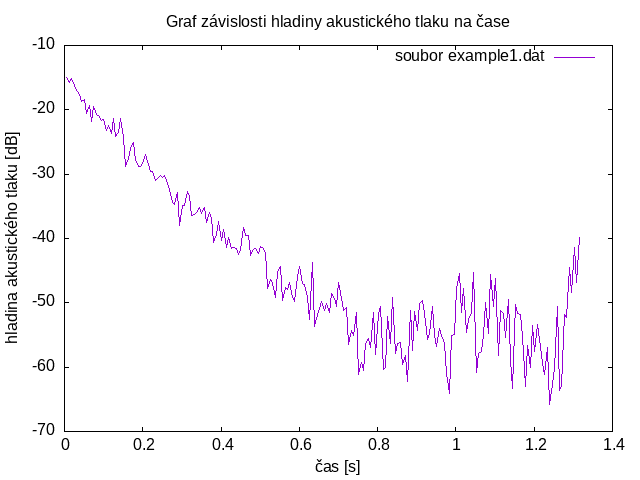 Graf závislosti hladiny akustického tlaku na čase
soubor example1.dat
hladina akustického tlaku [dB]
-10
-20
-30
-40
-50
-60
-70
0 0.2 0.4 0.6 0.8 1 1.2 1.4
čas [s]